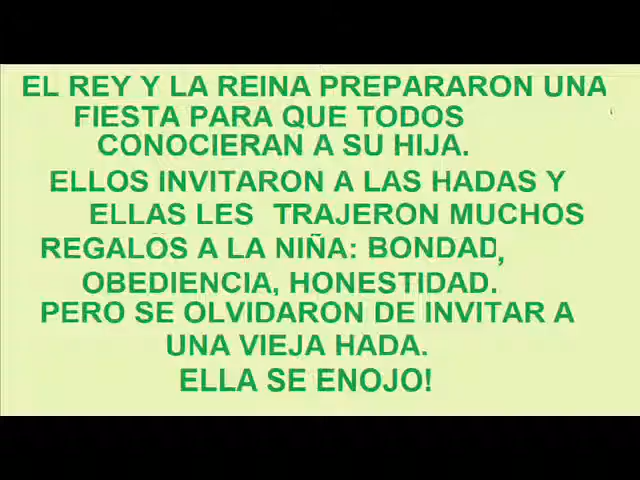 EL REY Y LA REINA PREPARARON UNA
FIESTA PARA QUE TODOS
CONOCIERAN A SU HIJA.
ELLOS INVITARON A LAS HADAS Y
ELLAS LES TRAJERON MUCHOS
REGALOS A LA NIÑA: BONDAD,
OBEDIENCIA, HONESTIDAD.
PERO SE OLVIDARON DE INVITAR A
UNA VIEJA HADA.
ELLA SE ENOJO!